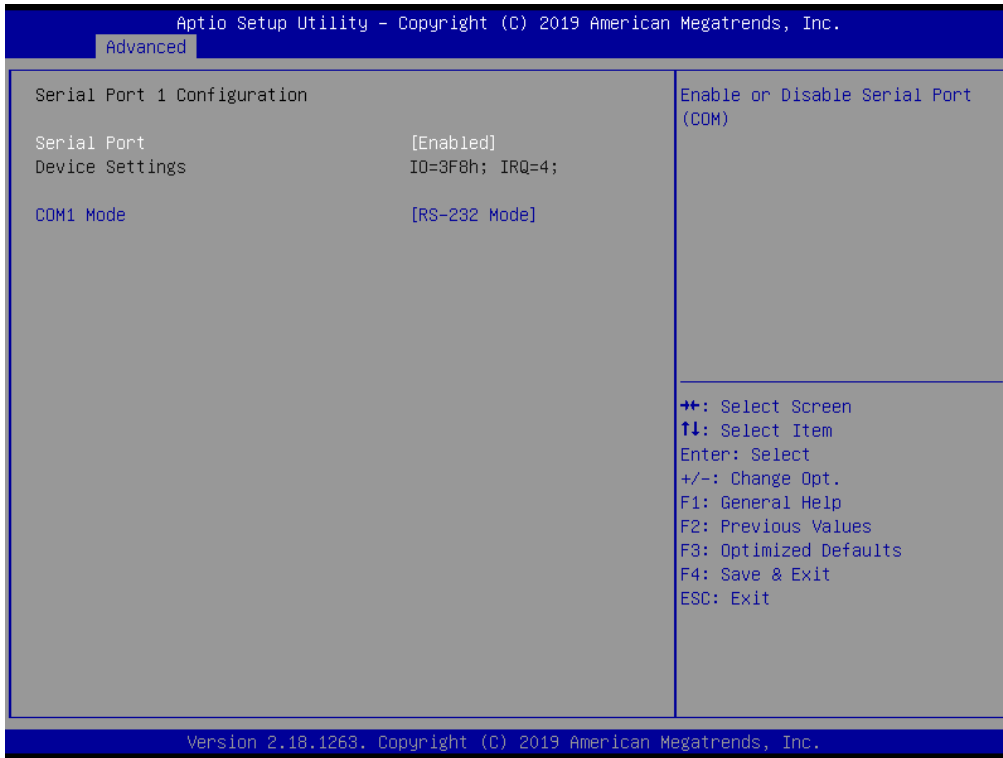 Aptio Setup Utility – Copyright (C) 2019 American Megatrends, Inc.
Advanced
Serial Port 1 Configuration
Serial Port [Enabled]
Device Settings IO=3F8h; IRQ=4;
COM1 Mode [RS-232 Mode]
Enable or Disable Serial Port
(COM)
→←: Select Screen
↑↓: Select Item
Enter: Select
+/-: Change Opt.
F1: General Help
F2: Previous Values
F3: Optimized Defaults
F4: Save & Exit
ESC: Exit
Version 2.18.1263. Copyright (C) 2019 American Megatrends, Inc.